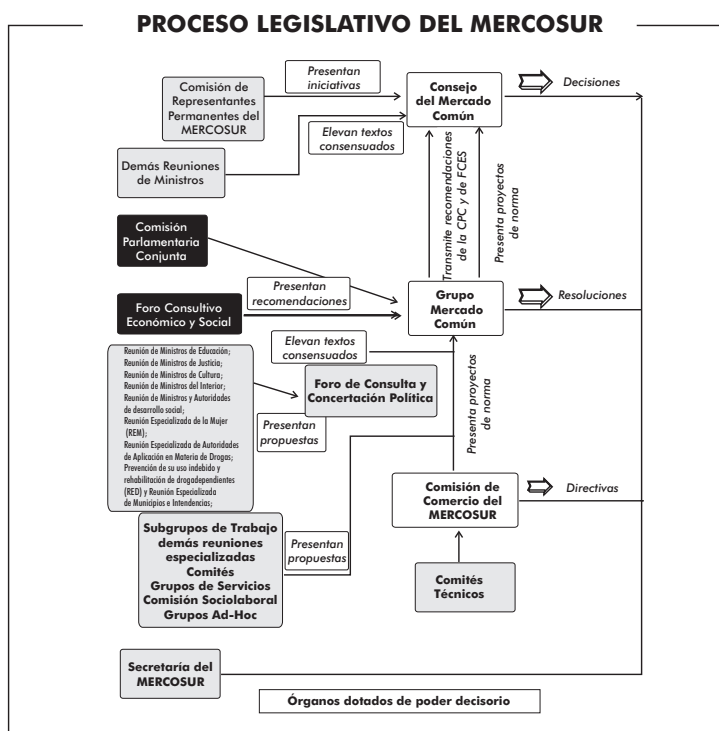 PROCESO LEGISLATIVO DEL MERCOSUR
Comisión de
Representantes
Permanentes del
MERCOSUR
Presentan
iniciativas
Consejo
del Mercado
Común
Decisiones
Elevan textos
consensuados
Demás Reuniones
de Ministros
Transmite recomendaciones
de la CPC y de FCES
Presenta proyectos
de norma
Comisión
Parlamentaria
Conjunta
Presentan
recomendaciones
Foro Consultivo
Económico y Social
Grupo
Mercado
Común
Resoluciones
Elevan textos
consensuados
Reunión de Ministros de Educación;
Reunión de Ministros de Justicia;
Reunión de Ministros de Cultura;
Reunión de Ministros del Interior;
Reunión de Ministros y Autoridades
de desarrollo social;
Reunión Especializada de la Mujer
(REM);
Reunión Especializada de Autoridades
de Aplicación en Materia de Drogas;
Prevención de su uso indebido y
rehabilitación de drogadependientes
(RED) y Reunión Especializada
de Municipios e Intendencias;
Foro de Consulta y
Concertación Política
Presentan
propuestas
Presenta proyectos
de norma
Comisión de
Comercio del
MERCOSUR
Directivas
Subgrupos de Trabajo
demás reuniones
especializadas
Comités
Grupos de Servicios
Comisión Sociolaboral
Grupos Ad-Hoc
Presentan
propuestas
Comités
Técnicos
Secretaría del
MERCOSUR
Órganos dotados de poder decisorio